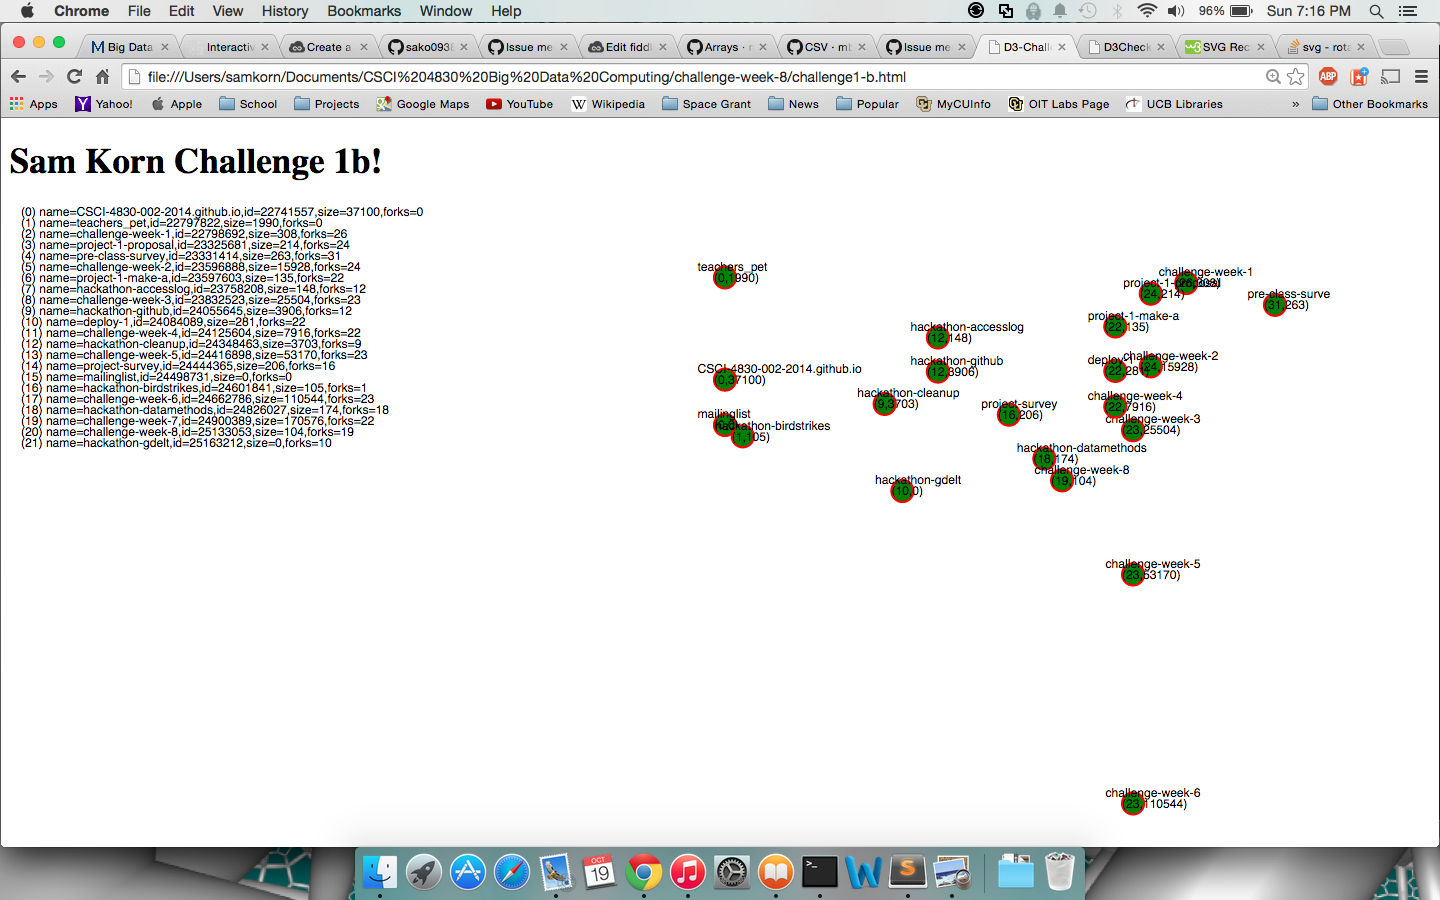 Chrome File Edit View History Bookmarks Window Help 96% Sun 7:16 PM
Big Data Interactiv Create a sako093 Issue me Edit fiddl Arrays · CSV · Issue me D3-Chall D3Check SVG Rec svg - rota
file:///Users/samkorn/Documents/CSCI%204830%20Big%20Data%20Computing/challenge-week-8/challenge1-b.html ABP
Apps Yahoo! Apple School Projects Google Maps YouTube Wikipedia Space Grant News Popular MyCUInfo OIT Labs Page UCB Libraries » Other Bookmarks
Sam Korn Challenge 1b!
(0) name=CSCI-4830-002-2014.github.io,id=22741557,size=37100,forks=0
(1) name=teachers_pet,id=22797822,size=1990,forks=0
(2) name=challenge-week-1,id=22798692,size=308,forks=26
(3) name=project-1-proposal,id=23325681,size=214,forks=24
(4) name=pre-class-survey,id=23331414,size=263,forks=31
(5) name=challenge-week-2,id=23596888,size=15928,forks=24
(6) name=project-1-make-a,id=23597603,size=135,forks=22
(7) name=hackathon-accesslog,id=23758208,size=148,forks=12
(8) name=challenge-week-3,id=23832523,size=25504,forks=23
(9) name=hackathon-github,id=24055645,size=3906,forks=12
(10) name=deploy-1,id=24084089,size=281,forks=22
(11) name=challenge-week-4,id=24125604,size=7916,forks=22
(12) name=hackathon-cleanup,id=24348463,size=3703,forks=9
(13) name=challenge-week-5,id=24416898,size=53170,forks=23
(14) name=project-survey,id=24444365,size=206,forks=16
(15) name=mailinglist,id=24498731,size=0,forks=0
(16) name=hackathon-birdstrikes,id=24601841,size=105,forks=1
(17) name=challenge-week-6,id=24662786,size=110544,forks=23
(18) name=hackathon-datamethods,id=24826027,size=174,forks=18
(19) name=challenge-week-7,id=24900389,size=170576,forks=22
(20) name=challenge-week-8,id=25133053,size=104,forks=19
(21) name=hackathon-gdelt,id=25163212,size=0,forks=10
teachers_pet
(0,1990)
challenge-week-1
(26,308)
project-1-proposal
(24,214)
pre-class-surve
(31,263)
project-1-make-a
(22,135)
hackathon-accesslog
(12,148)
challenge-week-2
(24,15928)
deploy-1
(22,281)
hackathon-github
(12,3906)
CSCI-4830-002-2014.github.io
(0,37100)
hackathon-cleanup
(9,3703)
challenge-week-4
(22,7916)
project-survey
(16,206)
mailinglist
hackathon-birdstrikes
(1,105)
challenge-week-3
(23,25504)
hackathon-datamethods
(18,174)
challenge-week-8
(19,104)
hackathon-gdelt
(10,0)
challenge-week-5
(23,53170)
challenge-week-6
(23,110544)
OCT
19